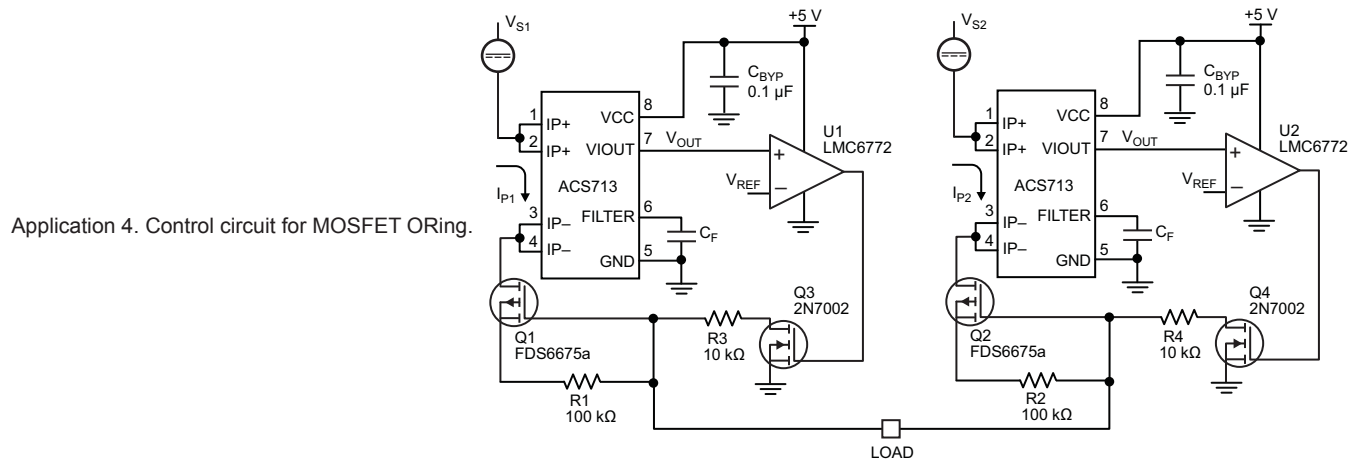 Application 4. Control circuit for MOSFET ORing.
VS1
+5 V
CBYP
0.1 µF
1
IP+
2
IP+
VCC
8
VIOUT
7
VOUT
U1
LMC6772
+
VREF
–
IP1
ACS713
3
IP–
4
IP–
FILTER
6
CF
GND
5
Q1
FDS6675a
R3
10 kΩ
Q3
2N7002
R1
100 kΩ
VS2
+5 V
CBYP
0.1 µF
1
IP+
2
IP+
VCC
8
VIOUT
7
VOUT
U2
LMC6772
+
VREF
–
IP2
ACS713
3
IP–
4
IP–
FILTER
6
CF
GND
5
Q2
FDS6675a
R4
10 kΩ
Q4
2N7002
R2
100 kΩ
LOAD